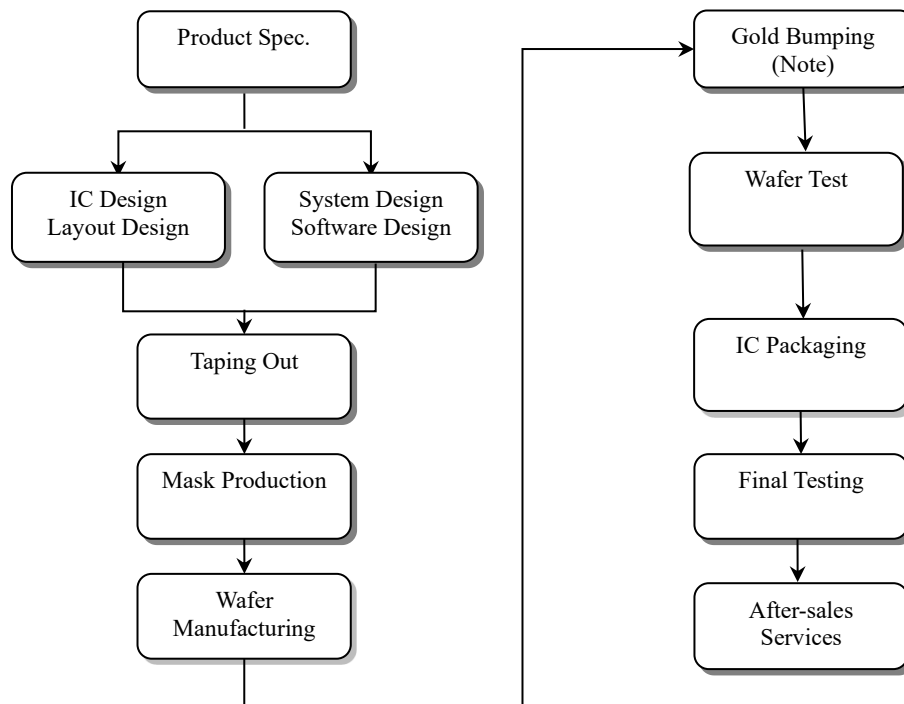 Product Spec.
IC Design
Layout Design
System Design
Software Design
Taping Out
Mask Production
Wafer
Manufacturing
Gold Bumping
(Note)
Wafer Test
IC Packaging
Final Testing
After-sales
Services